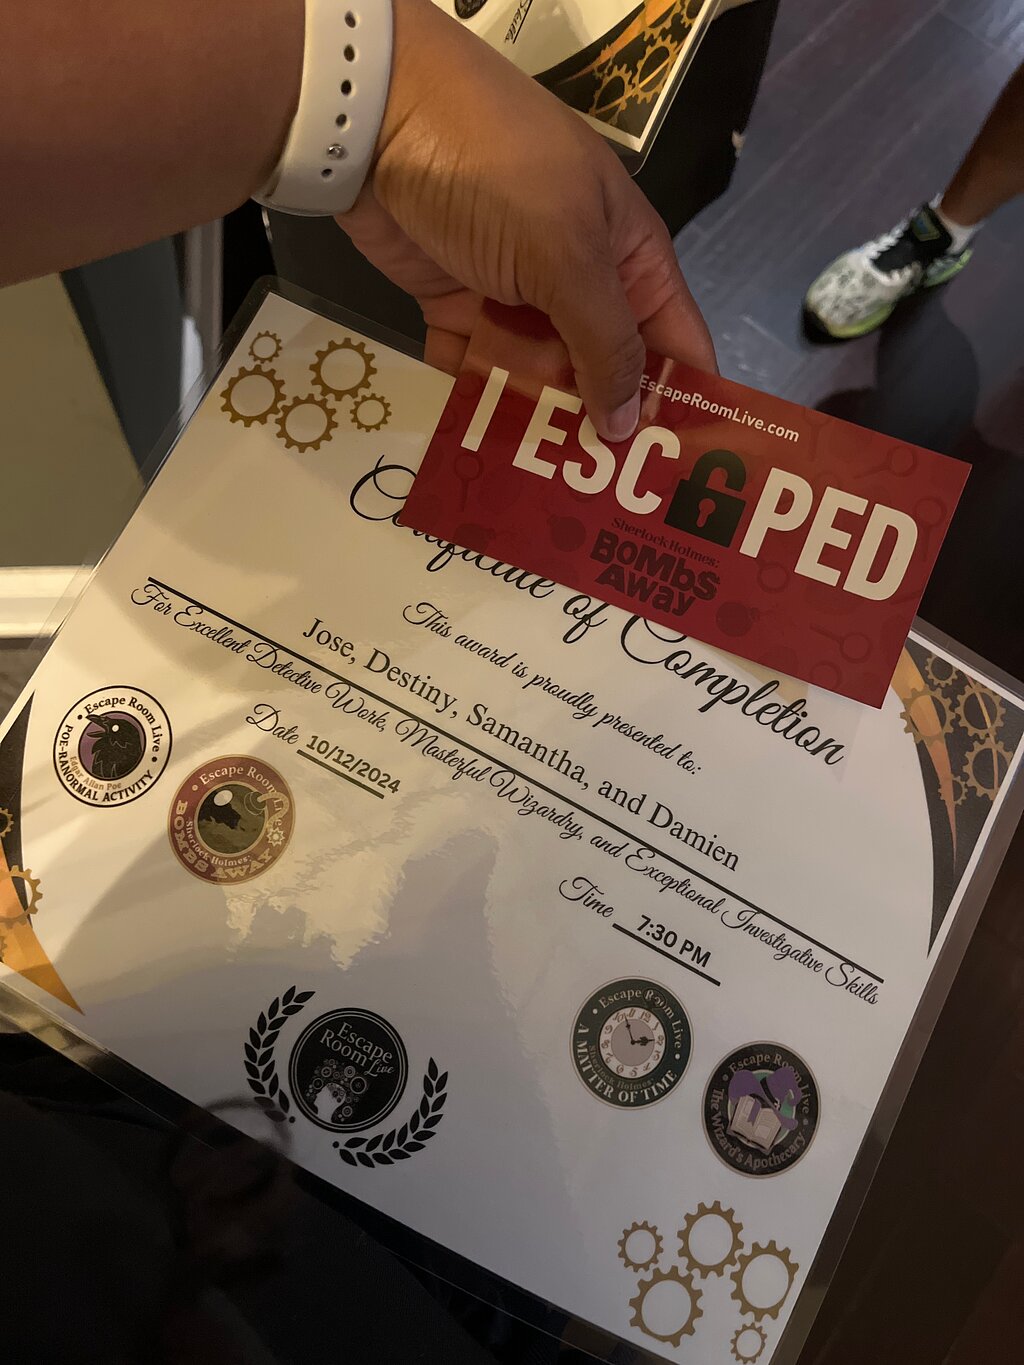 Skills
EscapeRoomLive.com
I ESCAPED
Sherlock Holmes:
BOMBS
AWAY
Certificate of Completion
This award is proudly presented to:
Jose, Destiny, Samantha, and Damien
For Excellent Detective Work, Masterful Wizardry, and Exceptional Investigative Skills
Date 10/12/2024
Time 7:30 PM
Escape Room Live
Edgar Allan Poe
POE-RANORMAL ACTIVITY
Escape Room Live
Sherlock Holmes:
BOMBS AWAY
Escape
Room Live
Escape Room Live
Sherlock Holmes:
A MATTER OF TIME
Escape Room Live
The Wizard's Apothecary